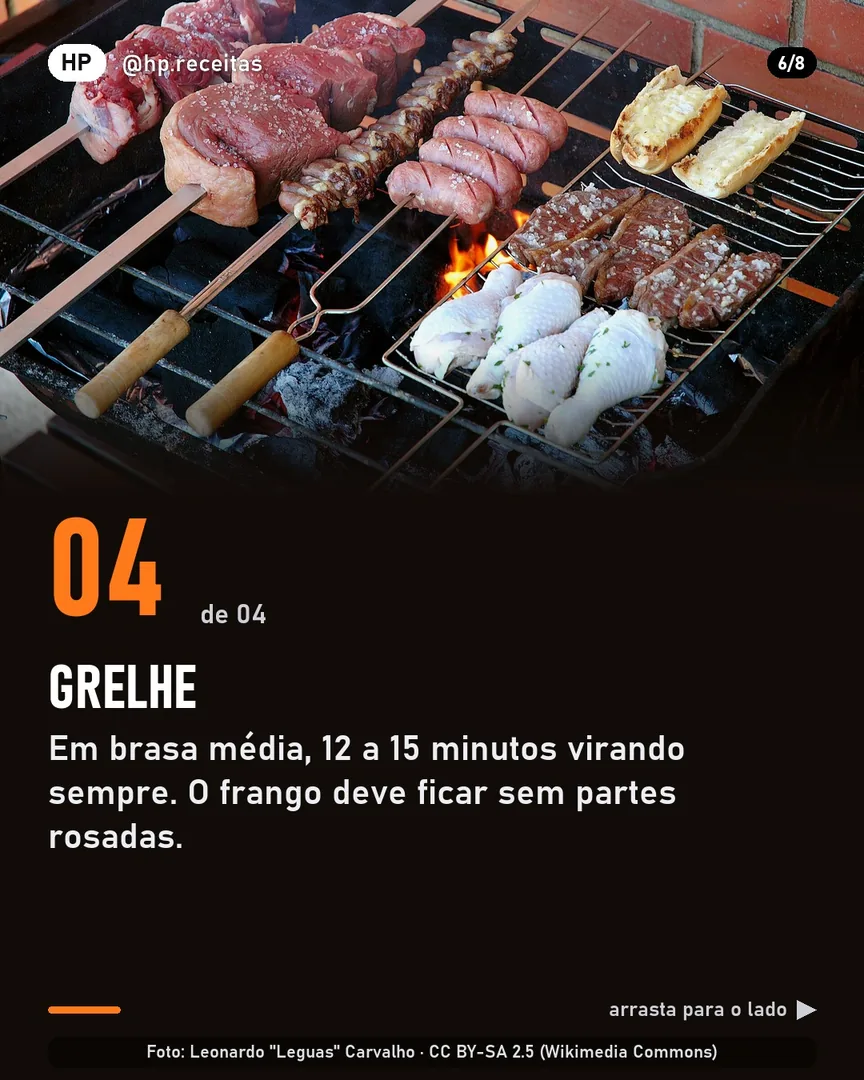 HP @hp.receitas 6/8
04 de 04
GRELHE
Em brasa média, 12 a 15 minutos virando
sempre. O frango deve ficar sem partes
rosadas.
arrasta para o lado ▶
Foto: Leonardo "Leguas" Carvalho · CC BY-SA 2.5 (Wikimedia Commons)